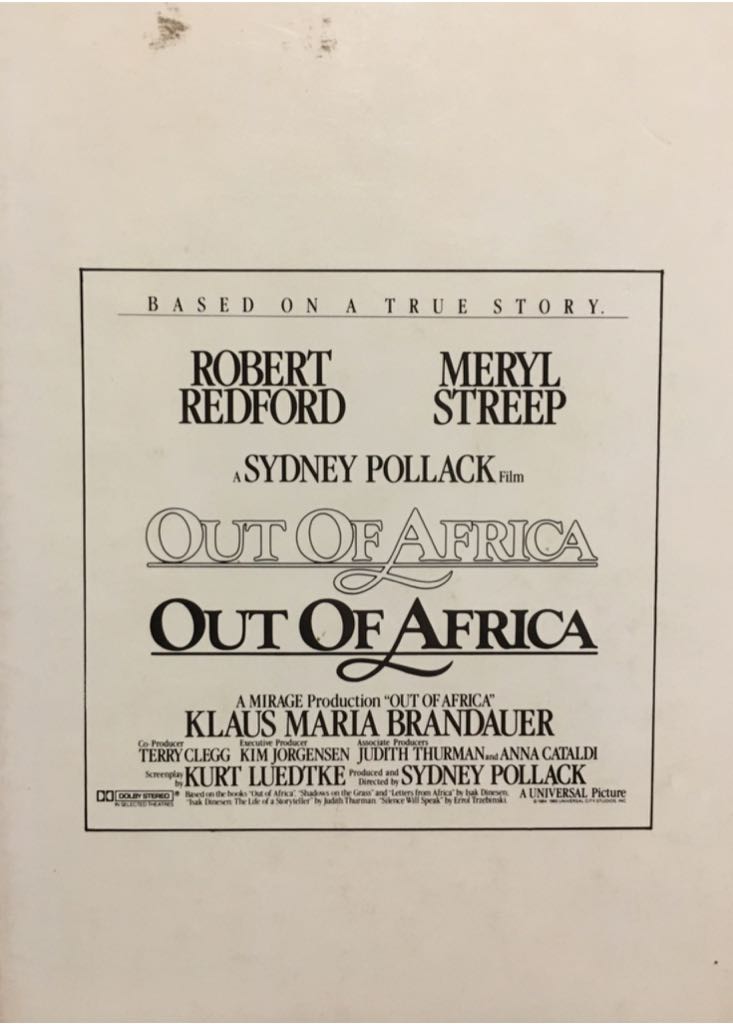 BASED ON A TRUE STORY.
ROBERT REDFORD
MERYL STREEP
A SYDNEY POLLACK Film
OUT OF AFRICA
OUT OF AFRICA
A MIRAGE Production "OUT OF AFRICA"
KLAUS MARIA BRANDAUER
Co-Producer TERRY CLEGG Executive Producer KIM JORGENSEN Associate Producers JUDITH THURMAN and ANNA CATALDI
Screenplay by KURT LUEDTKE Produced and Directed by SYDNEY POLLACK
DOLBY STEREO® IN SELECTED THEATRES
Based on the books "Out of Africa", "Shadows on the Grass" and "Letters from Africa" by Isak Dinesen,
"Isak Dinesen: The Life of a Storyteller" by Judith Thurman. "Silence Will Speak" by Errol Trzebinski.
A UNIVERSAL Picture
UNIVERSAL CITY STUDIOS, INC.